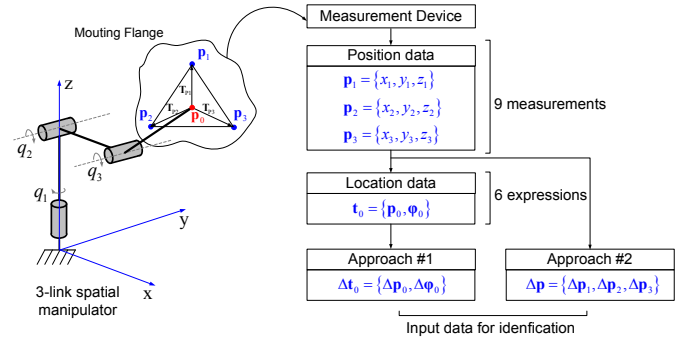 Mouting Flange
p₁
T_P1
p₂
T_P2
T_P3
p₃
p₀
z
q₂
q₃
q₁
y
x
3-link spatial
manipulator
Measurement Device
Position data
p₁ = {x₁, y₁, z₁}
p₂ = {x₂, y₂, z₂}
p₃ = {x₃, y₃, z₃}
9 measurements
Location data
t₀ = {p₀, φ₀}
6 expressions
Approach #1
Δt₀ = {Δp₀, Δφ₀}
Approach #2
Δp = {Δp₁, Δp₂, Δp₃}
Input data for idenfication